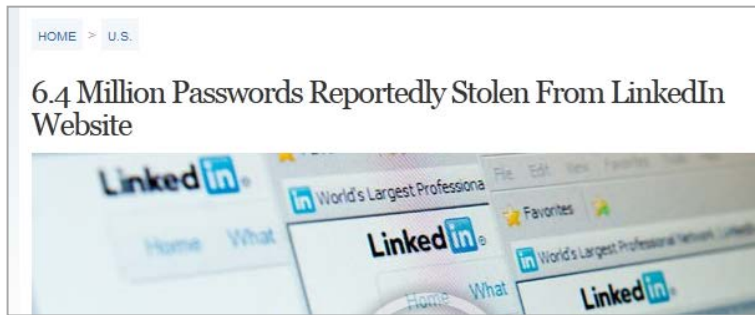 HOME > U.S.
6.4 Million Passwords Reportedly Stolen From LinkedIn
Website
Linked in®
World's Largest Professiona
File Edit View Favorites
Favorites
Home What
Linked in®
World's Largest Professional Network | LinkedIn
Home What
Linked in®